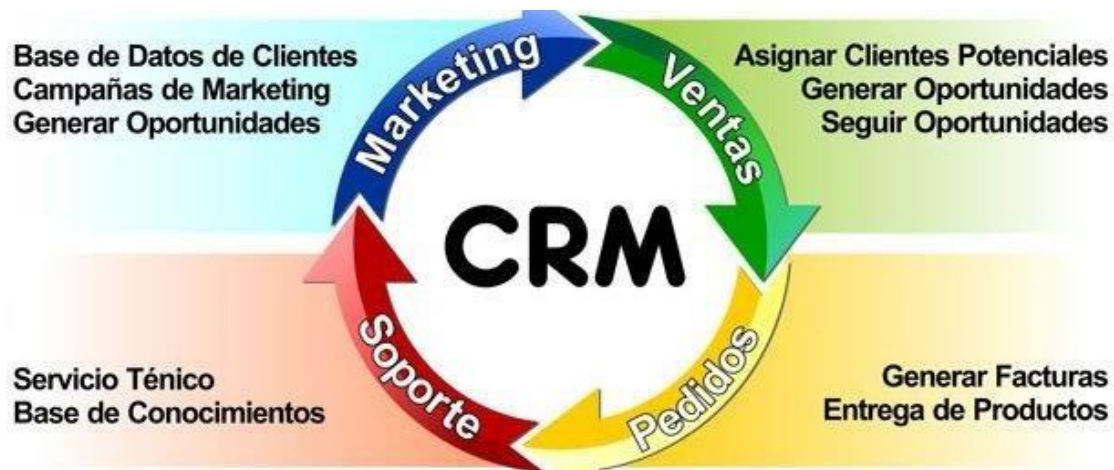 Base de Datos de Clientes
Campañas de Marketing
Generar Oportunidades
Marketing
Ventas
Asignar Clientes Potenciales
Generar Oportunidades
Seguir Oportunidades
CRM
Servicio Ténico
Base de Conocimientos
Soporte
Pedidos
Generar Facturas
Entrega de Productos